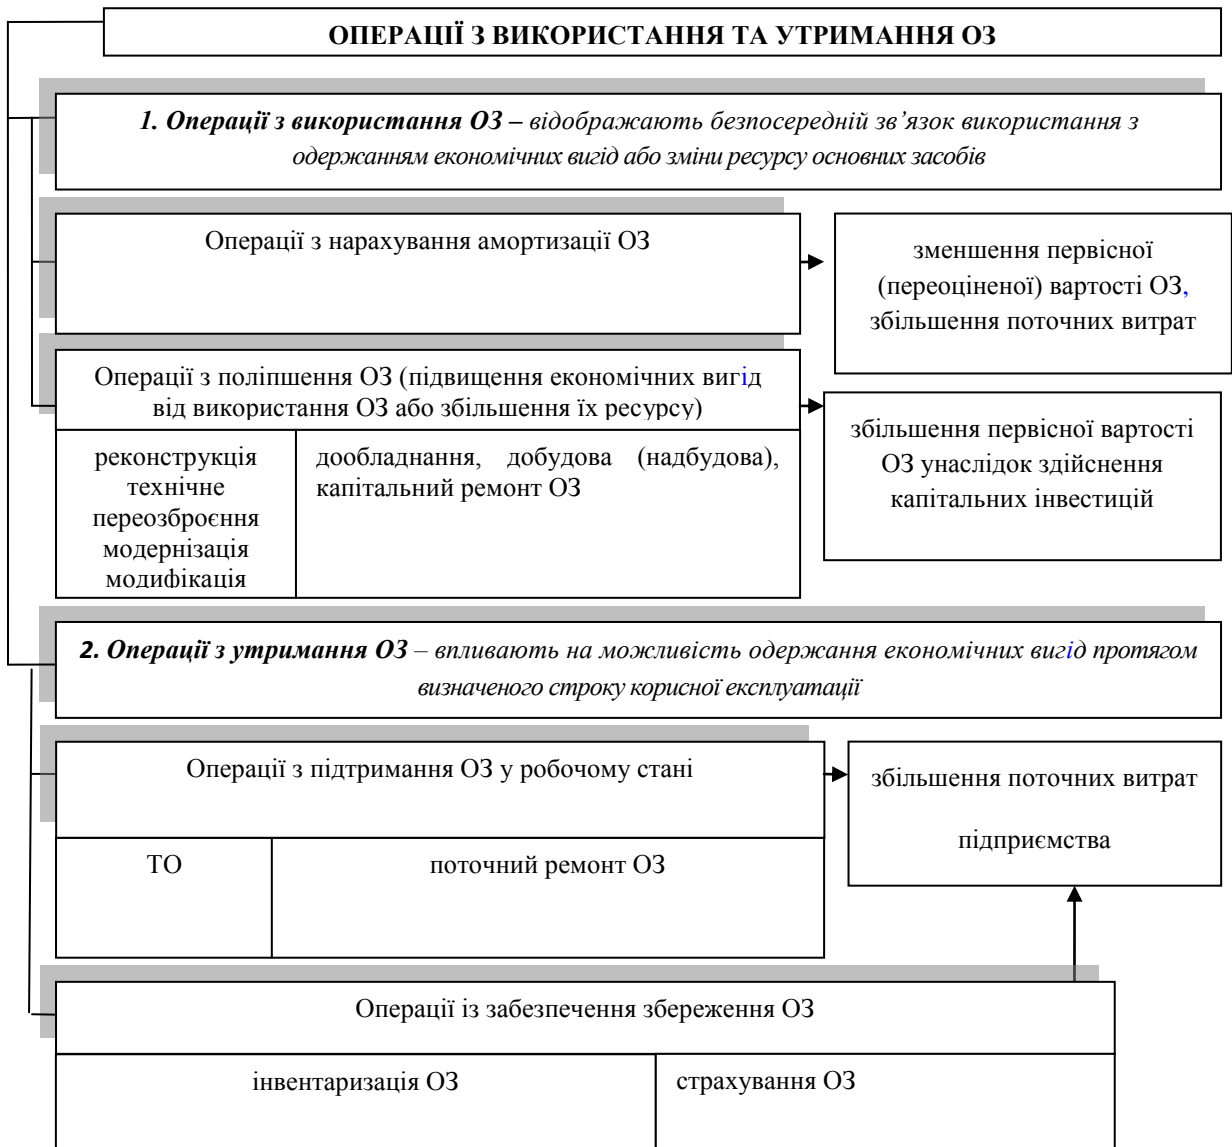 ОПЕРАЦІЇ З ВИКОРИСТАННЯ ТА УТРИМАННЯ ОЗ
1. Операції з використання ОЗ – відображають безпосередній зв’язок використання з
одержанням економічних вигід або зміни ресурсу основних засобів
Операції з нарахування амортизації ОЗ
зменшення первісної
(переоціненої) вартості ОЗ,
збільшення поточних витрат
Операції з поліпшення ОЗ (підвищення економічних вигід
від використання ОЗ або збільшення їх ресурсу)
збільшення первісної вартості
ОЗ унаслідок здійснення
капітальних інвестицій
реконструкція
технічне
переозброєння
модернізація
модифікація
дообладнання, добудова (надбудова),
капітальний ремонт ОЗ
2. Операції з утримання ОЗ – впливають на можливість одержання економічних вигід протягом
визначеного строку корисної експлуатації
Операції з підтримання ОЗ у робочому стані
збільшення поточних витрат
підприємства
ТО
поточний ремонт ОЗ
Операції із забезпечення збереження ОЗ
інвентаризація ОЗ
страхування ОЗ